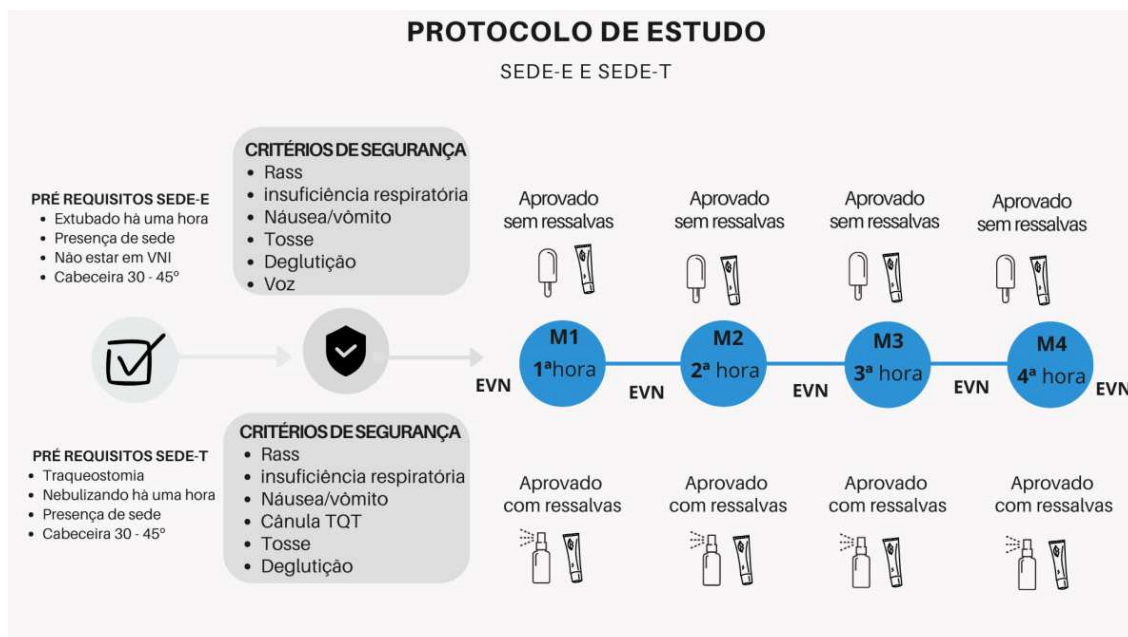 PROTOCOLO DE ESTUDO
SEDE-E E SEDE-T
PRÉ REQUISITOS SEDE-E
• Extubado há uma hora
• Presença de sede
• Não estar em VNI
• Cabeceira 30 - 45º
CRITÉRIOS DE SEGURANÇA
• Rass
• insuficiência respiratória
• Náusea/vômito
• Tosse
• Deglutição
• Voz
Aprovado
sem ressalvas
Aprovado
sem ressalvas
Aprovado
sem ressalvas
Aprovado
sem ressalvas
EVN
M1
1ªhora
EVN
M2
2ª hora
EVN
M3
3ª hora
EVN
M4
4ª hora
EVN
PRÉ REQUISITOS SEDE-T
• Traqueostomia
• Nebulizando há uma hora
• Presença de sede
• Cabeceira 30 - 45º
CRITÉRIOS DE SEGURANÇA
• Rass
• insuficiência respiratória
• Náusea/vômito
• Cânula TQT
• Tosse
• Deglutição
Aprovado
com ressalvas
Aprovado
com ressalvas
Aprovado
com ressalvas
Aprovado
com ressalvas